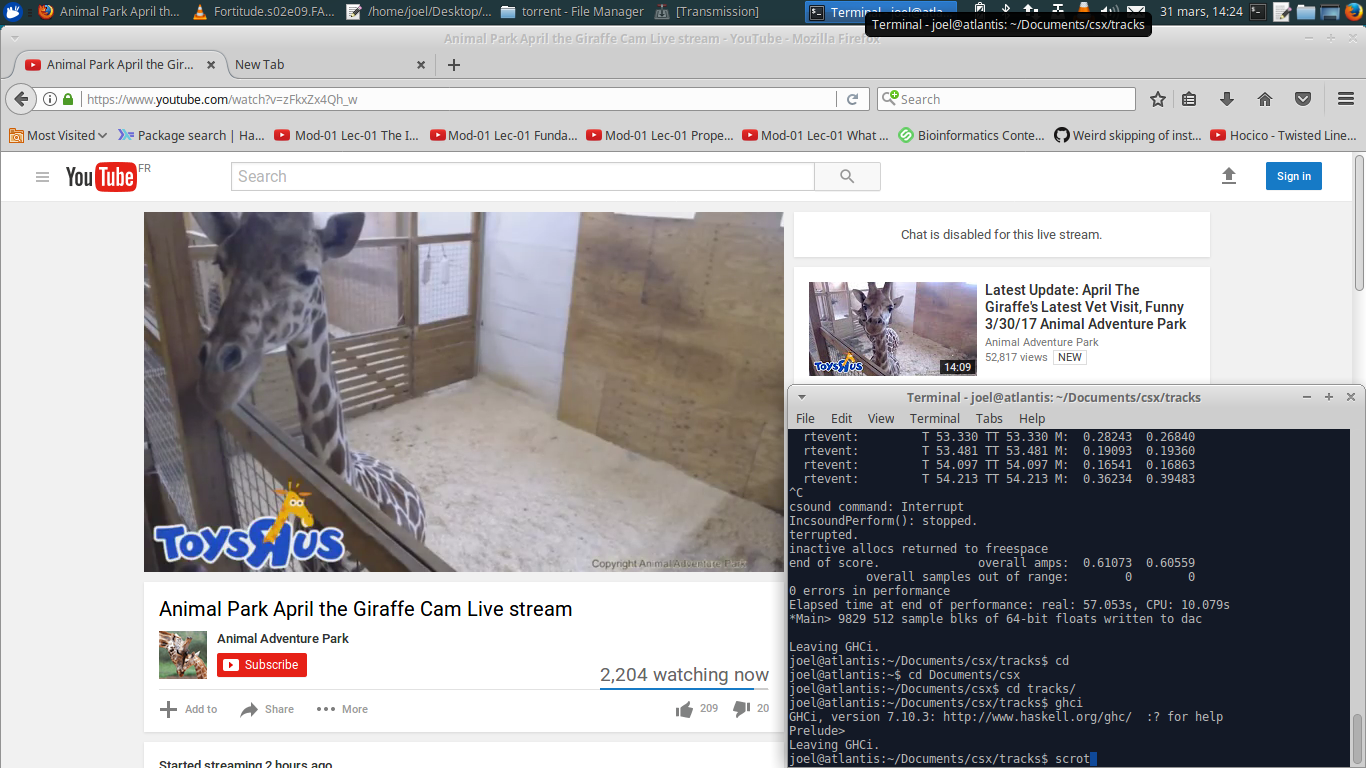 Animal Park April th...
Fortitude.s02e09.FA...
/home/joel/Desktop/...
torrent - File Manager
[Transmission]
Terminal - joel@atla...
31 mars, 14:24
Terminal - joel@atlantis: ~/Documents/csx/tracks
Animal Park April the Giraffe Cam Live stream - YouTube - Mozilla Firefox
Animal Park April the Gir...
New Tab
https://www.youtube.com/watch?v=zFkxZx4Qh_w
Search
Most Visited
Package search | Ha...
Mod-01 Lec-01 The I...
Mod-01 Lec-01 Funda...
Mod-01 Lec-01 Prope...
Mod-01 Lec-01 What ...
Bioinformatics Conte...
Weird skipping of inst...
Hocico - Twisted Line...
YouTube FR
Search
Sign in
Toys R us
Copyright Animal Adventure Park
Chat is disabled for this live stream.
Latest Update: April The
Giraffe's Latest Vet Visit, Funny
3/30/17 Animal Adventure Park
Animal Adventure Park
52,817 views NEW
Toys R us
14:09
Animal Park April the Giraffe Cam Live stream
Animal Adventure Park
Subscribe
2,204 watching now
Add to
Share
More
209
20
Started streaming 2 hours ago
Terminal - joel@atlantis: ~/Documents/csx/tracks
File Edit View Terminal Tabs Help
rtevent: T 53.330 TT 53.330 M: 0.28243 0.26840
rtevent: T 53.481 TT 53.481 M: 0.19093 0.19360
rtevent: T 54.097 TT 54.097 M: 0.16541 0.16863
rtevent: T 54.213 TT 54.213 M: 0.36234 0.39483
^C
csound command: Interrupt
IncsoundPerform(): stopped.
terrupted.
inactive allocs returned to freespace
end of score. overall amps: 0.61073 0.60559
overall samples out of range: 0 0
0 errors in performance
Elapsed time at end of performance: real: 57.053s, CPU: 10.079s
*Main> 9829 512 sample blks of 64-bit floats written to dac
Leaving GHCi.
joel@atlantis:~/Documents/csx/tracks$ cd
joel@atlantis:~$ cd Documents/csx
joel@atlantis:~/Documents/csx$ cd tracks/
joel@atlantis:~/Documents/csx/tracks$ ghci
GHCi, version 7.10.3: http://www.haskell.org/ghc/ :? for help
Prelude>
Leaving GHCi.
joel@atlantis:~/Documents/csx/tracks$ scrot